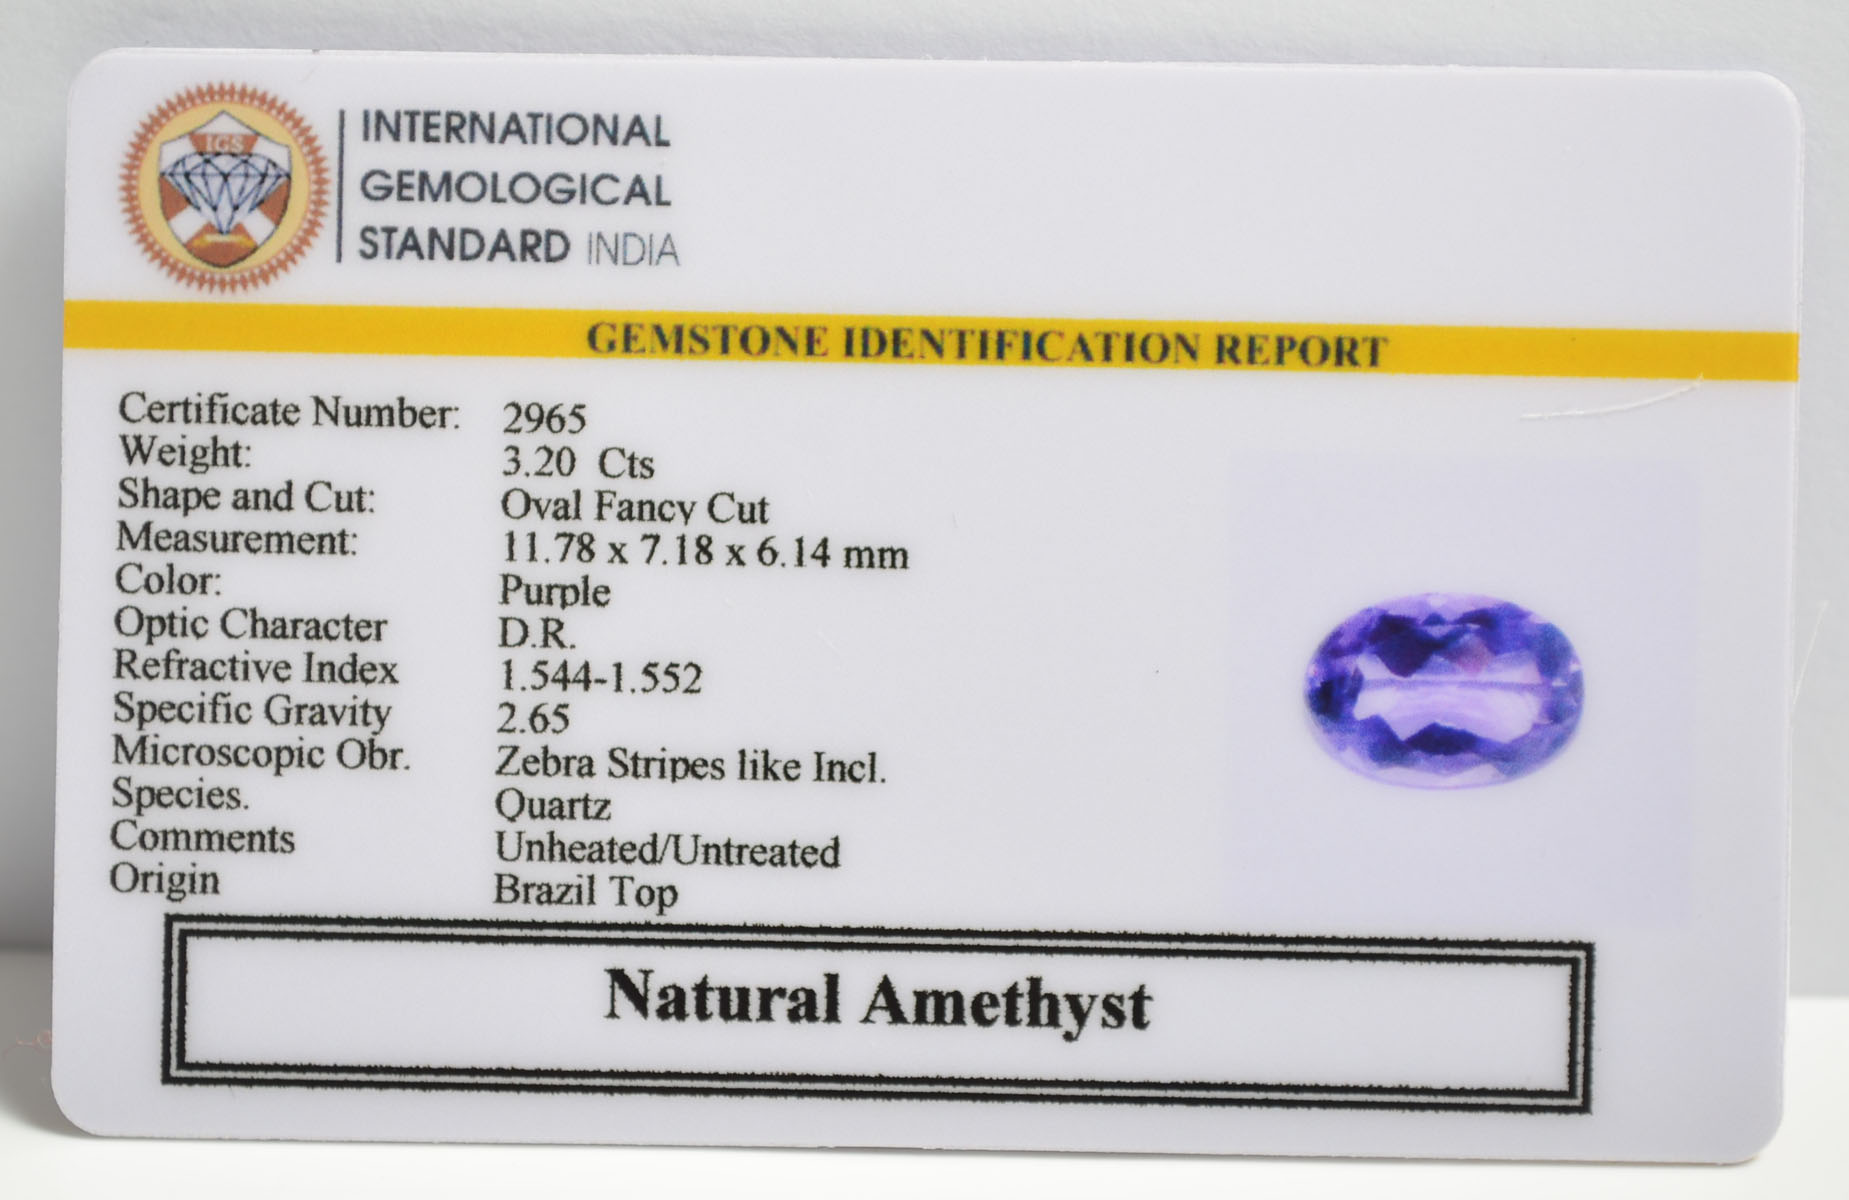 IGS
INTERNATIONAL
GEMOLOGICAL
STANDARD INDIA
GEMSTONE IDENTIFICATION REPORT
Certificate Number: 2965
Weight: 3.20 Cts
Shape and Cut: Oval Fancy Cut
Measurement: 11.78 x 7.18 x 6.14 mm
Color: Purple
Optic Character D.R.
Refractive Index 1.544-1.552
Specific Gravity 2.65
Microscopic Obr. Zebra Stripes like Incl.
Species. Quartz
Comments Unheated/Untreated
Origin Brazil Top
Natural Amethyst